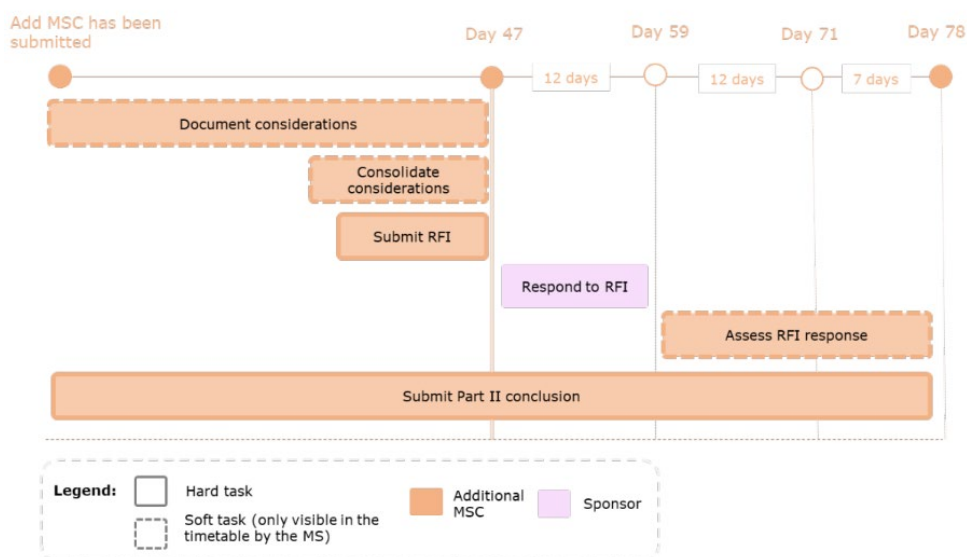 Add MSC has been
submitted
Day 47
Day 59
Day 71
Day 78
12 days
12 days
7 days
Document considerations
Consolidate
considerations
Submit RFI
Respond to RFI
Assess RFI response
Submit Part II conclusion
Legend:
Hard task
Soft task (only visible in the
timetable by the MS)
Additional
MSC
Sponsor